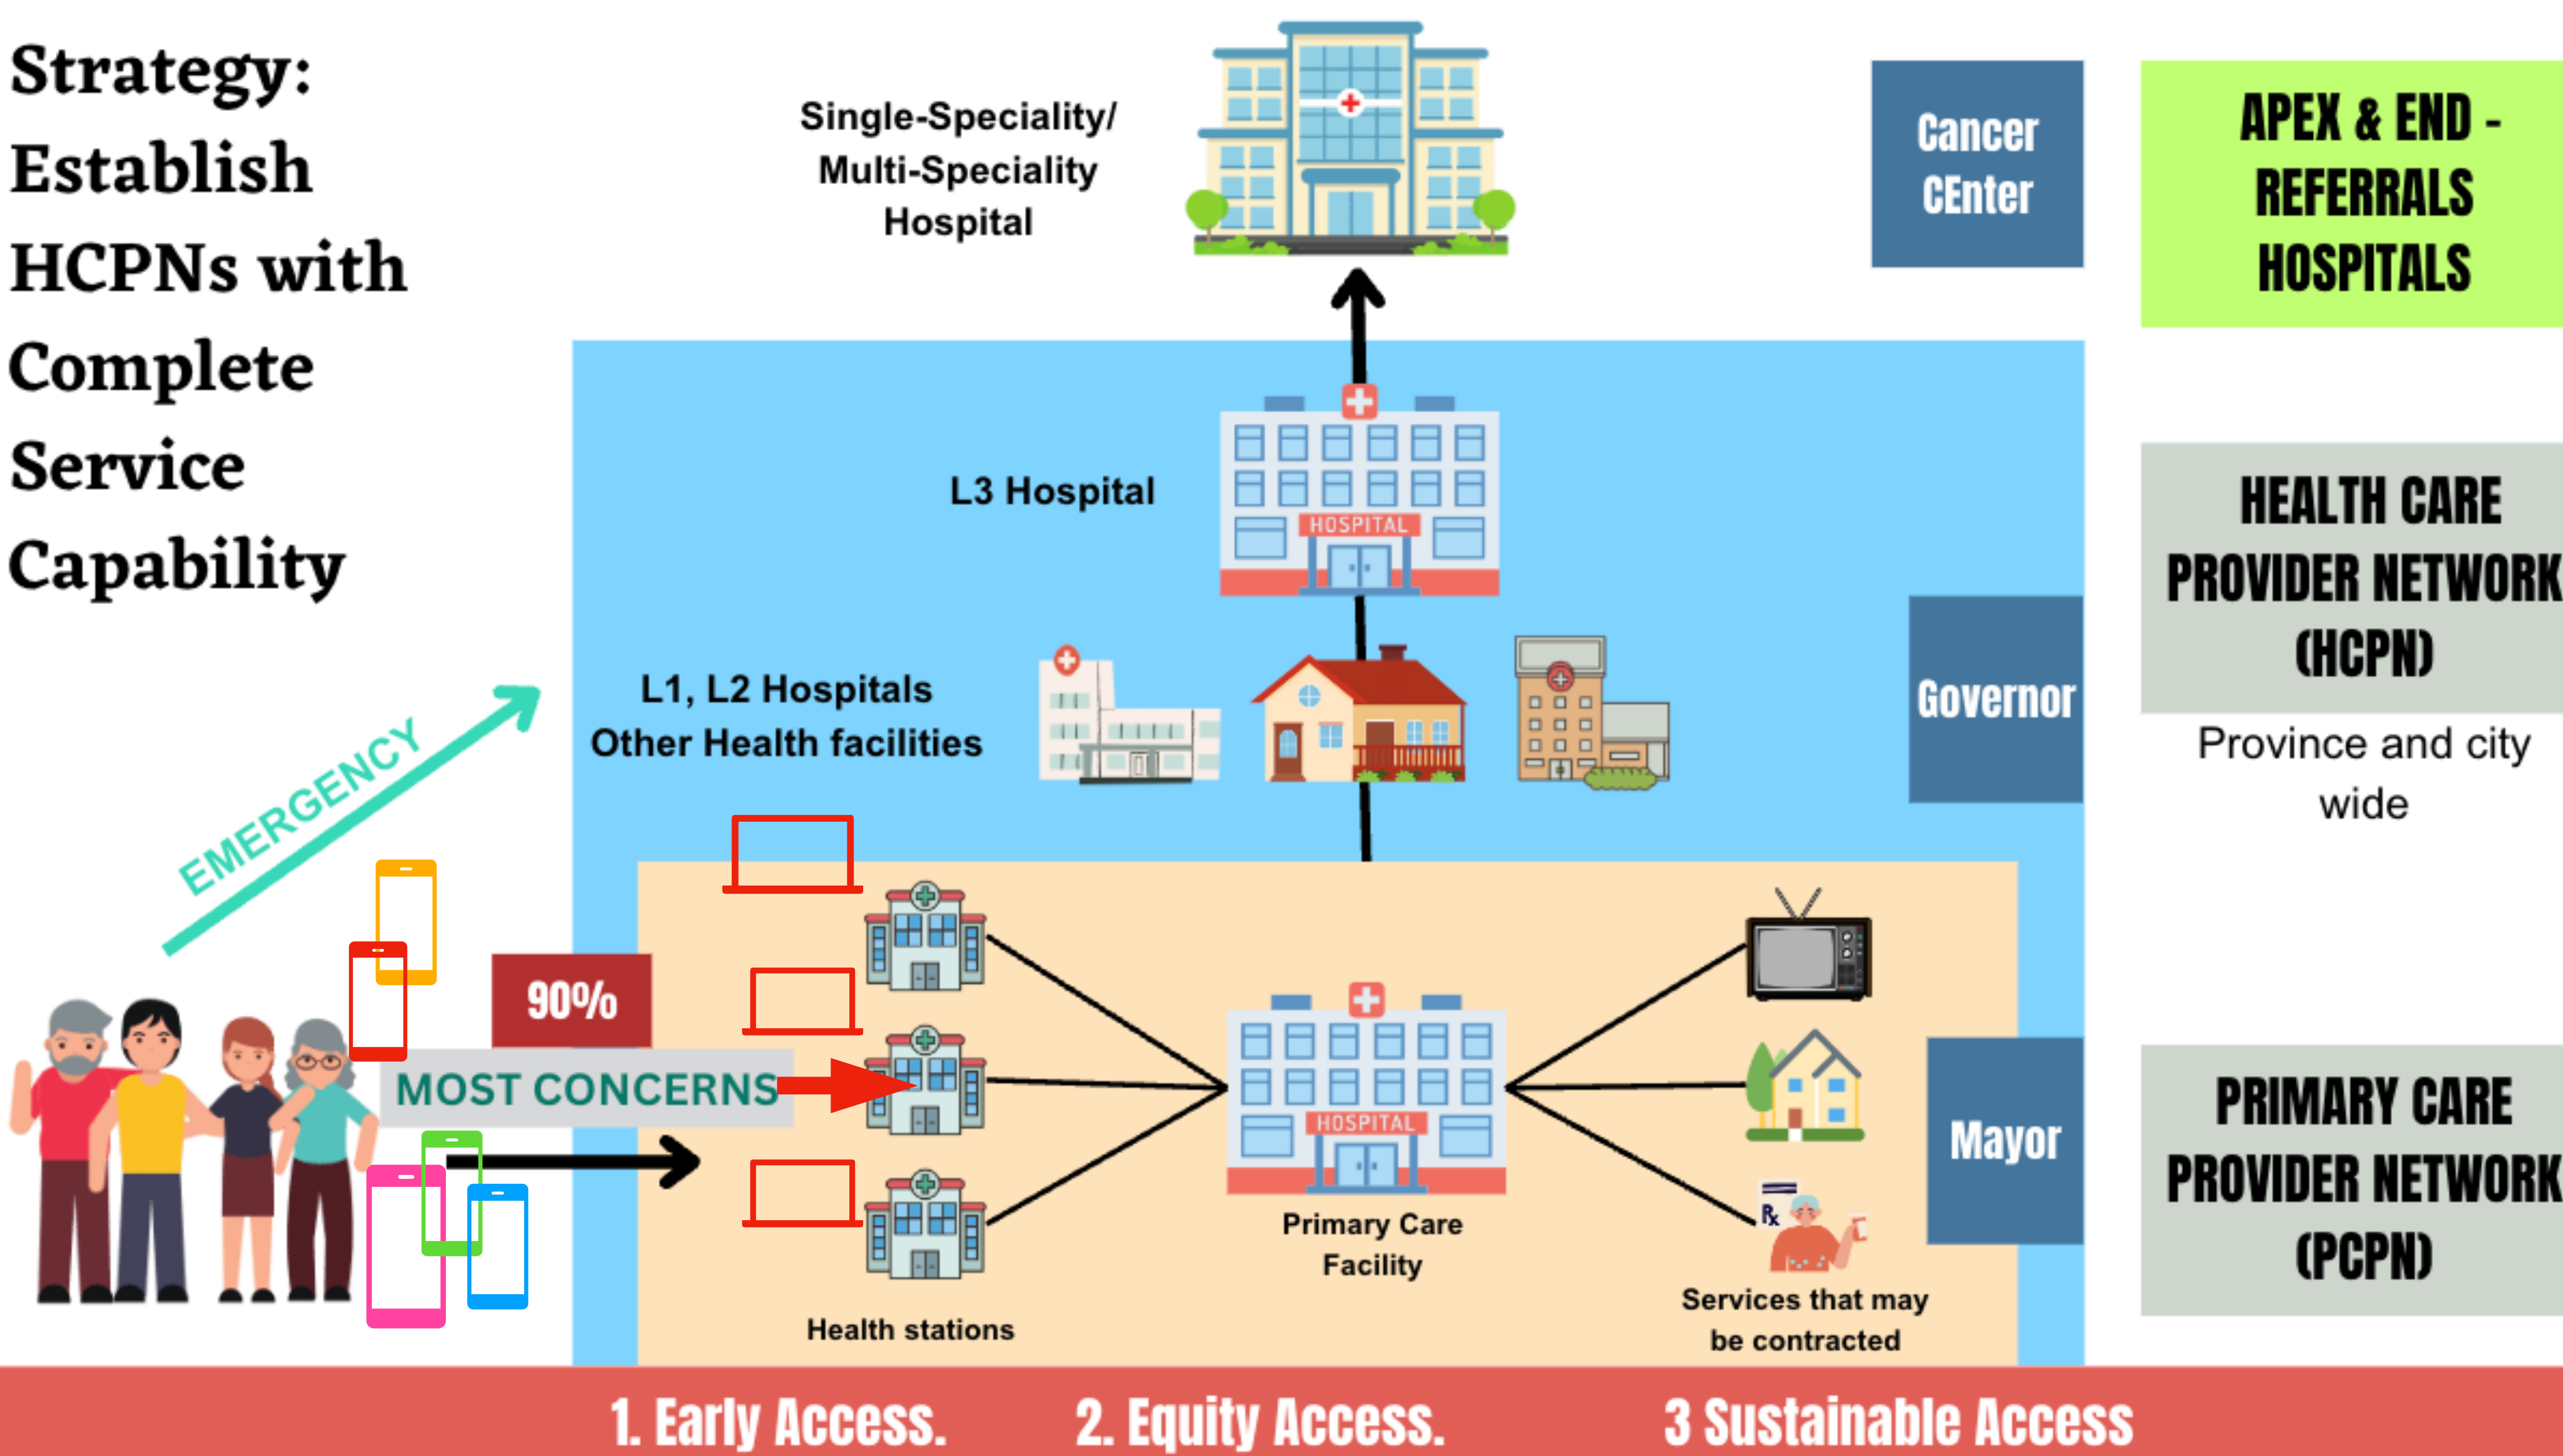 Strategy:
Establish
HCPNs with
Complete
Service
Capability
Single-Speciality/
Multi-Speciality
Hospital
Cancer
CEnter
APEX & END -
REFERRALS
HOSPITALS
L3 Hospital
HOSPITAL
HEALTH CARE
PROVIDER NETWORK
(HCPN)
Province and city
wide
L1, L2 Hospitals
Other Health facilities
Governor
EMERGENCY
90%
MOST CONCERNS
HOSPITAL
Primary Care
Facility
Health stations
Rx
Services that may
be contracted
Mayor
PRIMARY CARE
PROVIDER NETWORK
(PCPN)
1. Early Access.
2. Equity Access.
3 Sustainable Access